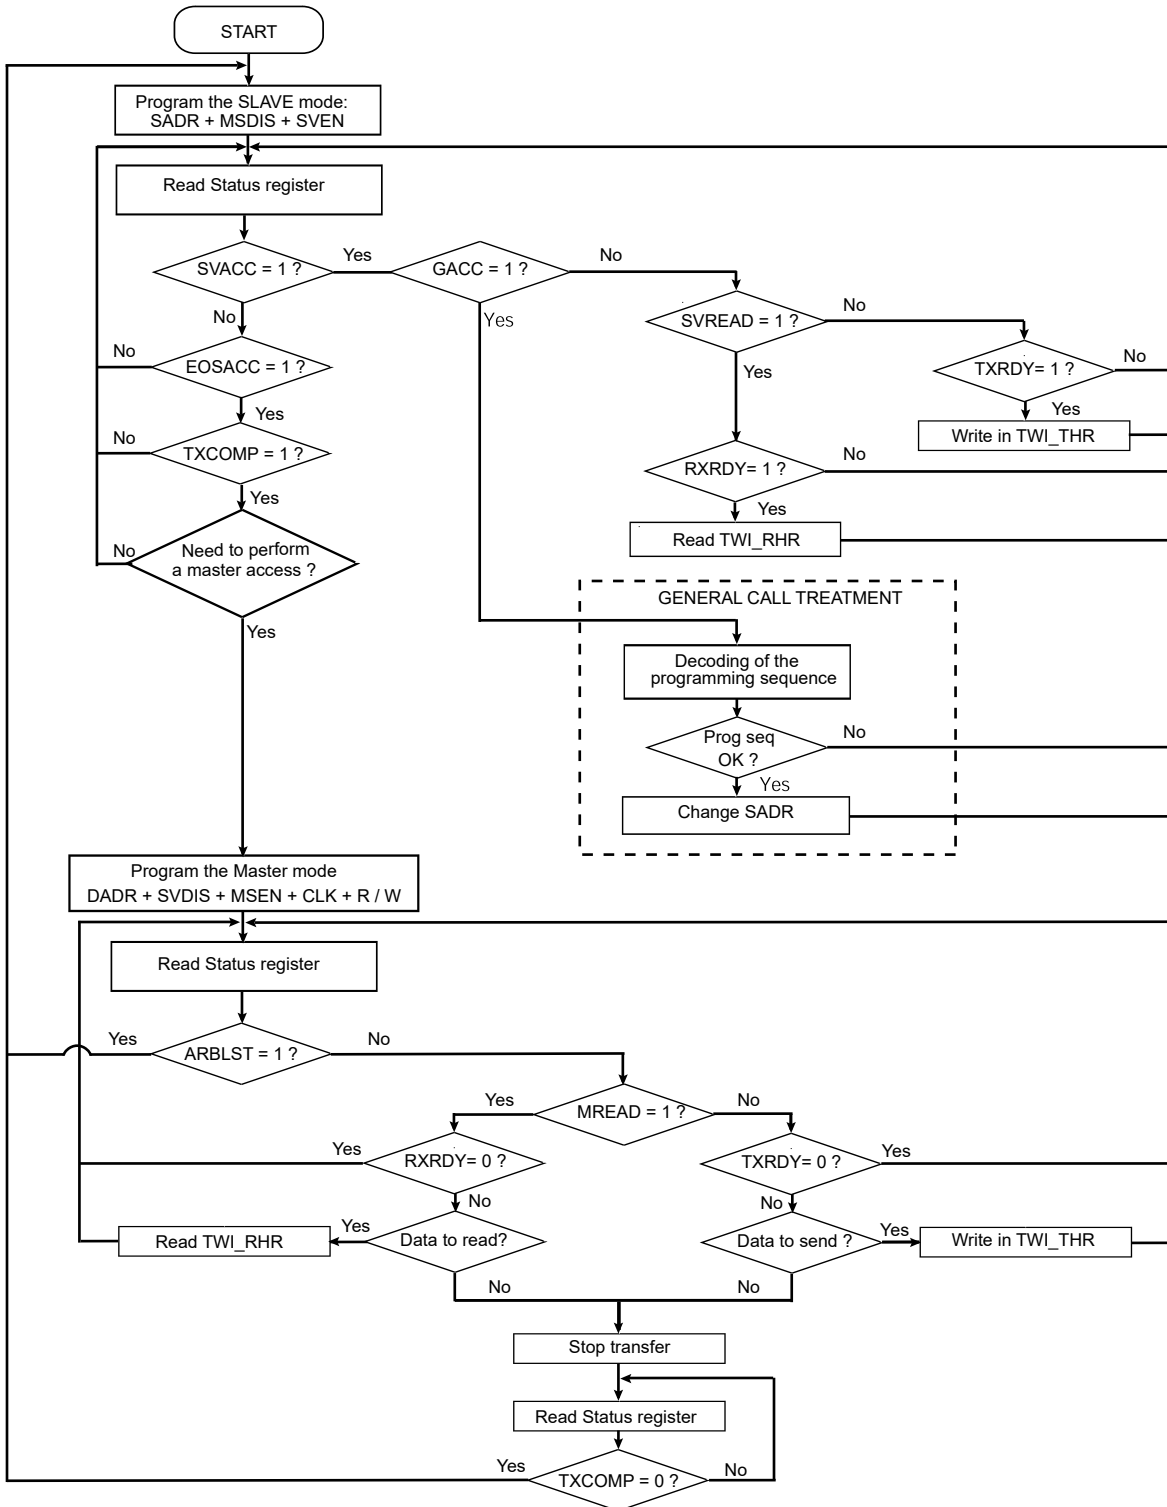 START
Program the SLAVE mode:
SADR + MSDIS + SVEN
Read Status register
SVACC = 1 ?
Yes
GACC = 1 ?
No
No
Yes
SVREAD = 1 ?
No
EOSACC = 1 ?
No
Yes
Yes
TXRDY= 1 ?
No
Yes
Write in TWI_THR
TXCOMP = 1 ?
No
Yes
RXRDY= 1 ?
No
Yes
Read TWI_RHR
Need to perform
a master access ?
No
Yes
GENERAL CALL TREATMENT
Decoding of the
programming sequence
Prog seq
OK ?
No
Yes
Change SADR
Program the Master mode
DADR + SVDIS + MSEN + CLK + R / W
Read Status register
Yes
ARBLST = 1 ?
No
Yes
MREAD = 1 ?
No
Yes
RXRDY= 0 ?
No
TXRDY= 0 ?
Yes
No
Read TWI_RHR
Yes
Data to read?
No
Data to send ?
Yes
Write in TWI_THR
No
Stop transfer
Read Status register
Yes
TXCOMP = 0 ?
No